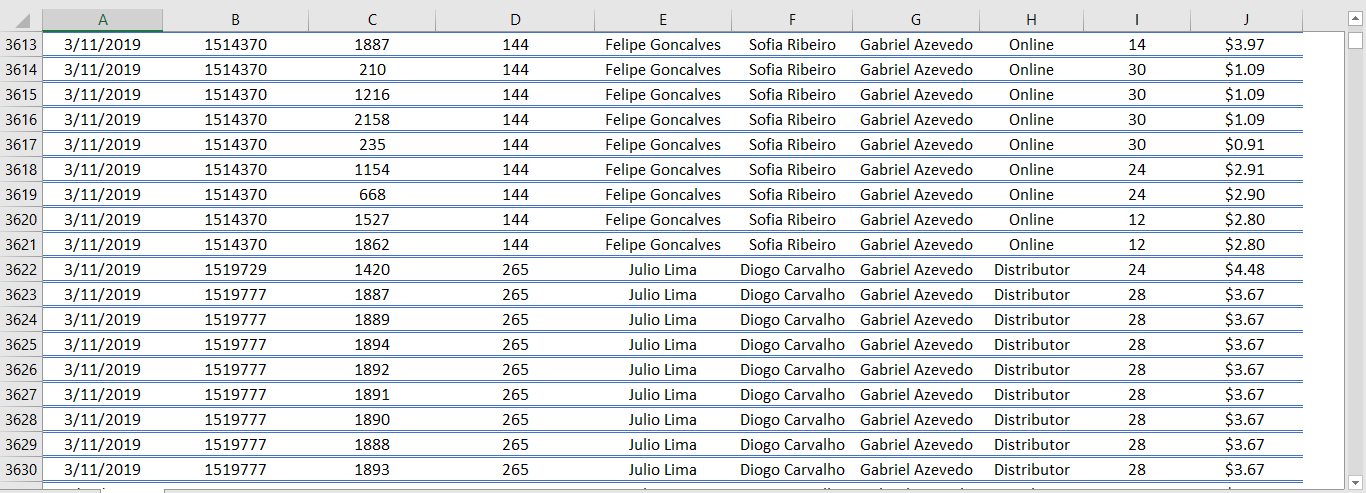 A B C D E F G H I J
3613 3/11/2019 1514370 1887 144 Felipe Goncalves Sofia Ribeiro Gabriel Azevedo Online 14 $3.97
3614 3/11/2019 1514370 210 144 Felipe Goncalves Sofia Ribeiro Gabriel Azevedo Online 30 $1.09
3615 3/11/2019 1514370 1216 144 Felipe Goncalves Sofia Ribeiro Gabriel Azevedo Online 30 $1.09
3616 3/11/2019 1514370 2158 144 Felipe Goncalves Sofia Ribeiro Gabriel Azevedo Online 30 $1.09
3617 3/11/2019 1514370 235 144 Felipe Goncalves Sofia Ribeiro Gabriel Azevedo Online 30 $0.91
3618 3/11/2019 1514370 1154 144 Felipe Goncalves Sofia Ribeiro Gabriel Azevedo Online 24 $2.91
3619 3/11/2019 1514370 668 144 Felipe Goncalves Sofia Ribeiro Gabriel Azevedo Online 24 $2.90
3620 3/11/2019 1514370 1527 144 Felipe Goncalves Sofia Ribeiro Gabriel Azevedo Online 12 $2.80
3621 3/11/2019 1514370 1862 144 Felipe Goncalves Sofia Ribeiro Gabriel Azevedo Online 12 $2.80
3622 3/11/2019 1519729 1420 265 Julio Lima Diogo Carvalho Gabriel Azevedo Distributor 24 $4.48
3623 3/11/2019 1519777 1887 265 Julio Lima Diogo Carvalho Gabriel Azevedo Distributor 28 $3.67
3624 3/11/2019 1519777 1889 265 Julio Lima Diogo Carvalho Gabriel Azevedo Distributor 28 $3.67
3625 3/11/2019 1519777 1894 265 Julio Lima Diogo Carvalho Gabriel Azevedo Distributor 28 $3.67
3626 3/11/2019 1519777 1892 265 Julio Lima Diogo Carvalho Gabriel Azevedo Distributor 28 $3.67
3627 3/11/2019 1519777 1891 265 Julio Lima Diogo Carvalho Gabriel Azevedo Distributor 28 $3.67
3628 3/11/2019 1519777 1890 265 Julio Lima Diogo Carvalho Gabriel Azevedo Distributor 28 $3.67
3629 3/11/2019 1519777 1888 265 Julio Lima Diogo Carvalho Gabriel Azevedo Distributor 28 $3.67
3630 3/11/2019 1519777 1893 265 Julio Lima Diogo Carvalho Gabriel Azevedo Distributor 28 $3.67